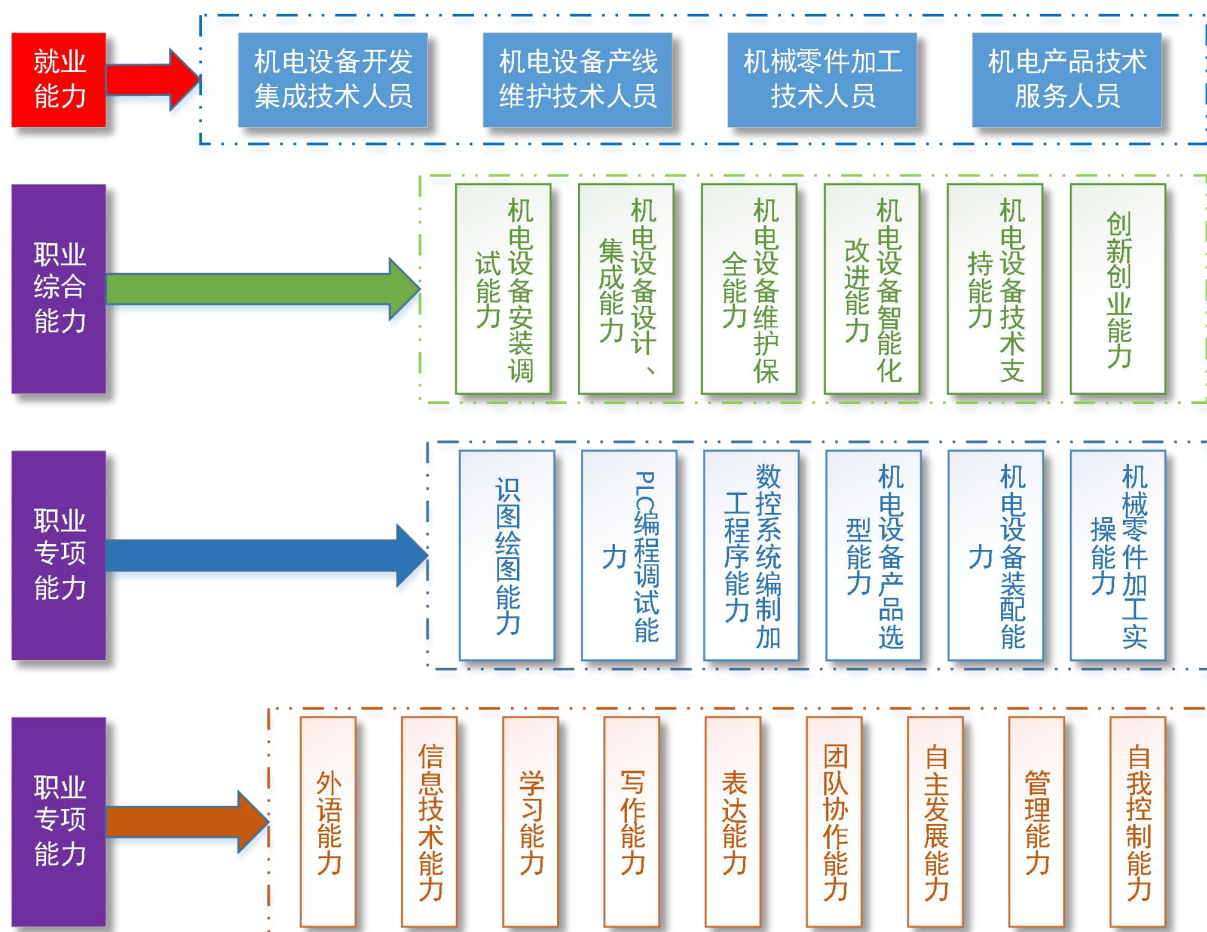 就业
能力
机电设备开发
集成技术人员
机电设备产线
维护技术人员
机械零件加工
技术人员
机电产品技术
服务人员
职业
综合
能力
机电设备安装调
试能力
机电设备设计、
集成能力
机电设备维护保
全能力
机电设备智能化
改进能力
机电设备技术支
持能力
创新创业能力
职业
专项
能力
识图绘图能力
PLC编程调试能
力
数控系统编制加
工程序能力
机电设备产品选
型能力
机电设备装配能
力
机械零件加工实
操能力
职业
专项
能力
外语能力
信息技术能力
学习能力
写作能力
表达能力
团队协作能力
自主发展能力
管理能力
自我控制能力